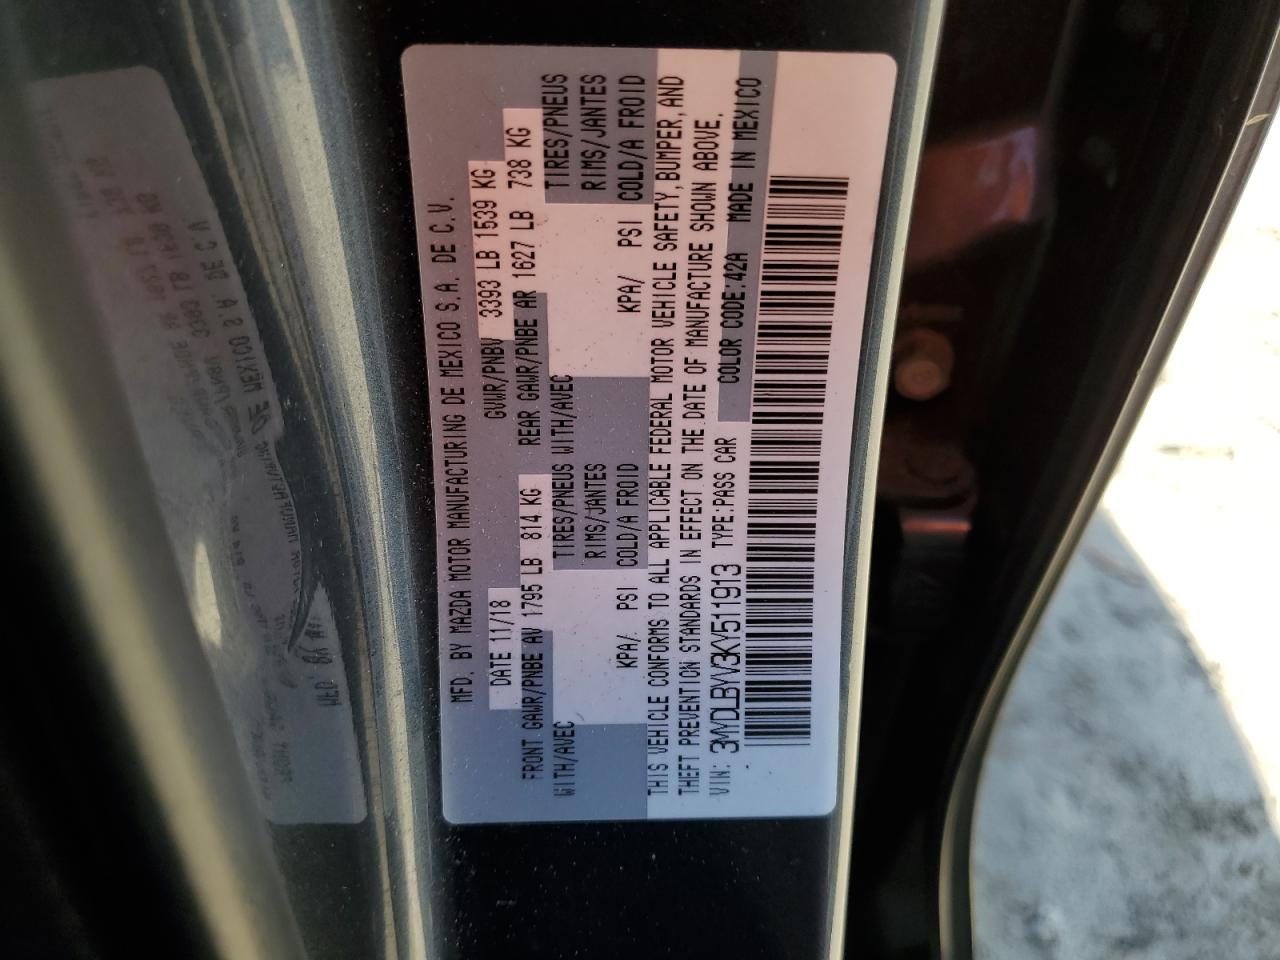 MFD. BY MAZDA MOTOR MANUFACTURING DE MEXICO S.A. DE C.V.
DATE 11/18 GVWR/PNBV 3393 LB 1539 KG
FRONT GAWR/PNBE AV 1795 LB 814 KG REAR GAWR/PNBE AR 1627 LB 738 KG
WITH/AVEC TIRES/PNEUS WITH/AVEC TIRES/PNEUS
RIMS/JANTES RIMS/JANTES
KPA/ PSI COLD/A FROID KPA/ PSI COLD/A FROID
THIS VEHICLE CONFORMS TO ALL APPLICABLE FEDERAL MOTOR VEHICLE SAFETY, BUMPER, AND
THEFT PREVENTION STANDARDS IN EFFECT ON THE DATE OF MANUFACTURE SHOWN ABOVE.
VIN: 3MYDLBYV3KY511913 TYPE:PASS CAR COLOR CODE:42A MADE IN MEXICO